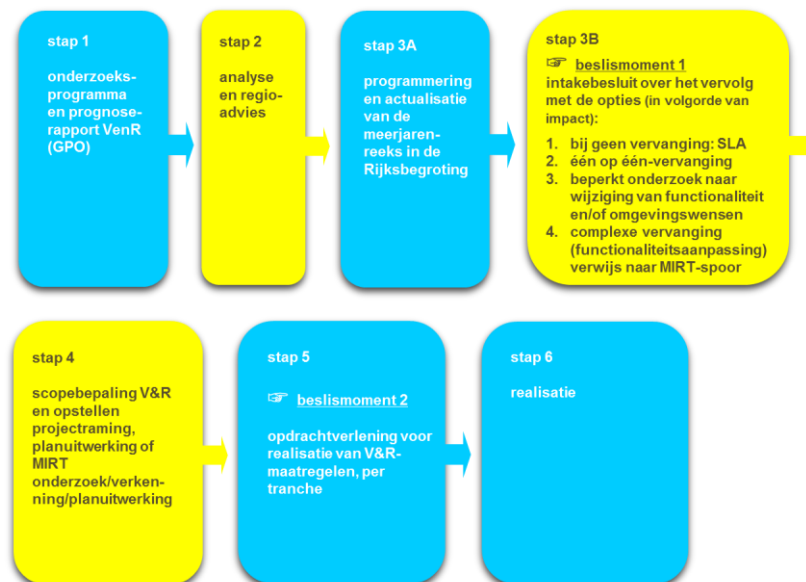 stap 1
onderzoeks-
programma
en prognose-
rapport VenR
(GPO)
stap 2
analyse
en regio-
advies
stap 3A
programmering
en actualisatie
van de
meerjaren-
reeks in de
Rijksbegroting
stap 3B
☞ beslismoment 1
intakebesluit over het vervolg
met de opties (in volgorde van
impact):
1. bij geen vervanging: SLA
2. één op één-vervanging
3. beperkt onderzoek naar
wijziging van functionaliteit
en/of omgevingswensen
4. complexe vervanging
(functionaliteitsaanpassing)
verwijs naar MIRT-spoor
stap 4
scopebepaling V&R
en opstellen
projectraming,
planuitwerking of
MIRT
onderzoek/verken-
ning/planuitwerking
stap 5
☞ beslismoment 2
opdrachtverlening voor
realisatie van V&R-
maatregelen, per
tranche
stap 6
realisatie